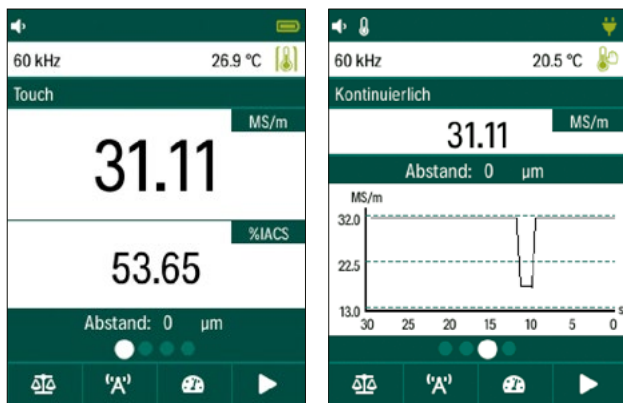 60 kHz 26.9 °C
Touch
MS/m
31.11
%IACS
53.65
Abstand: 0 µm
"A"
60 kHz 20.5 °C
Kontinuierlich
MS/m
31.11
Abstand: 0 µm
MS/m
32.0
22.5
13.0
30 25 20 15 10 5 0 s
"A"